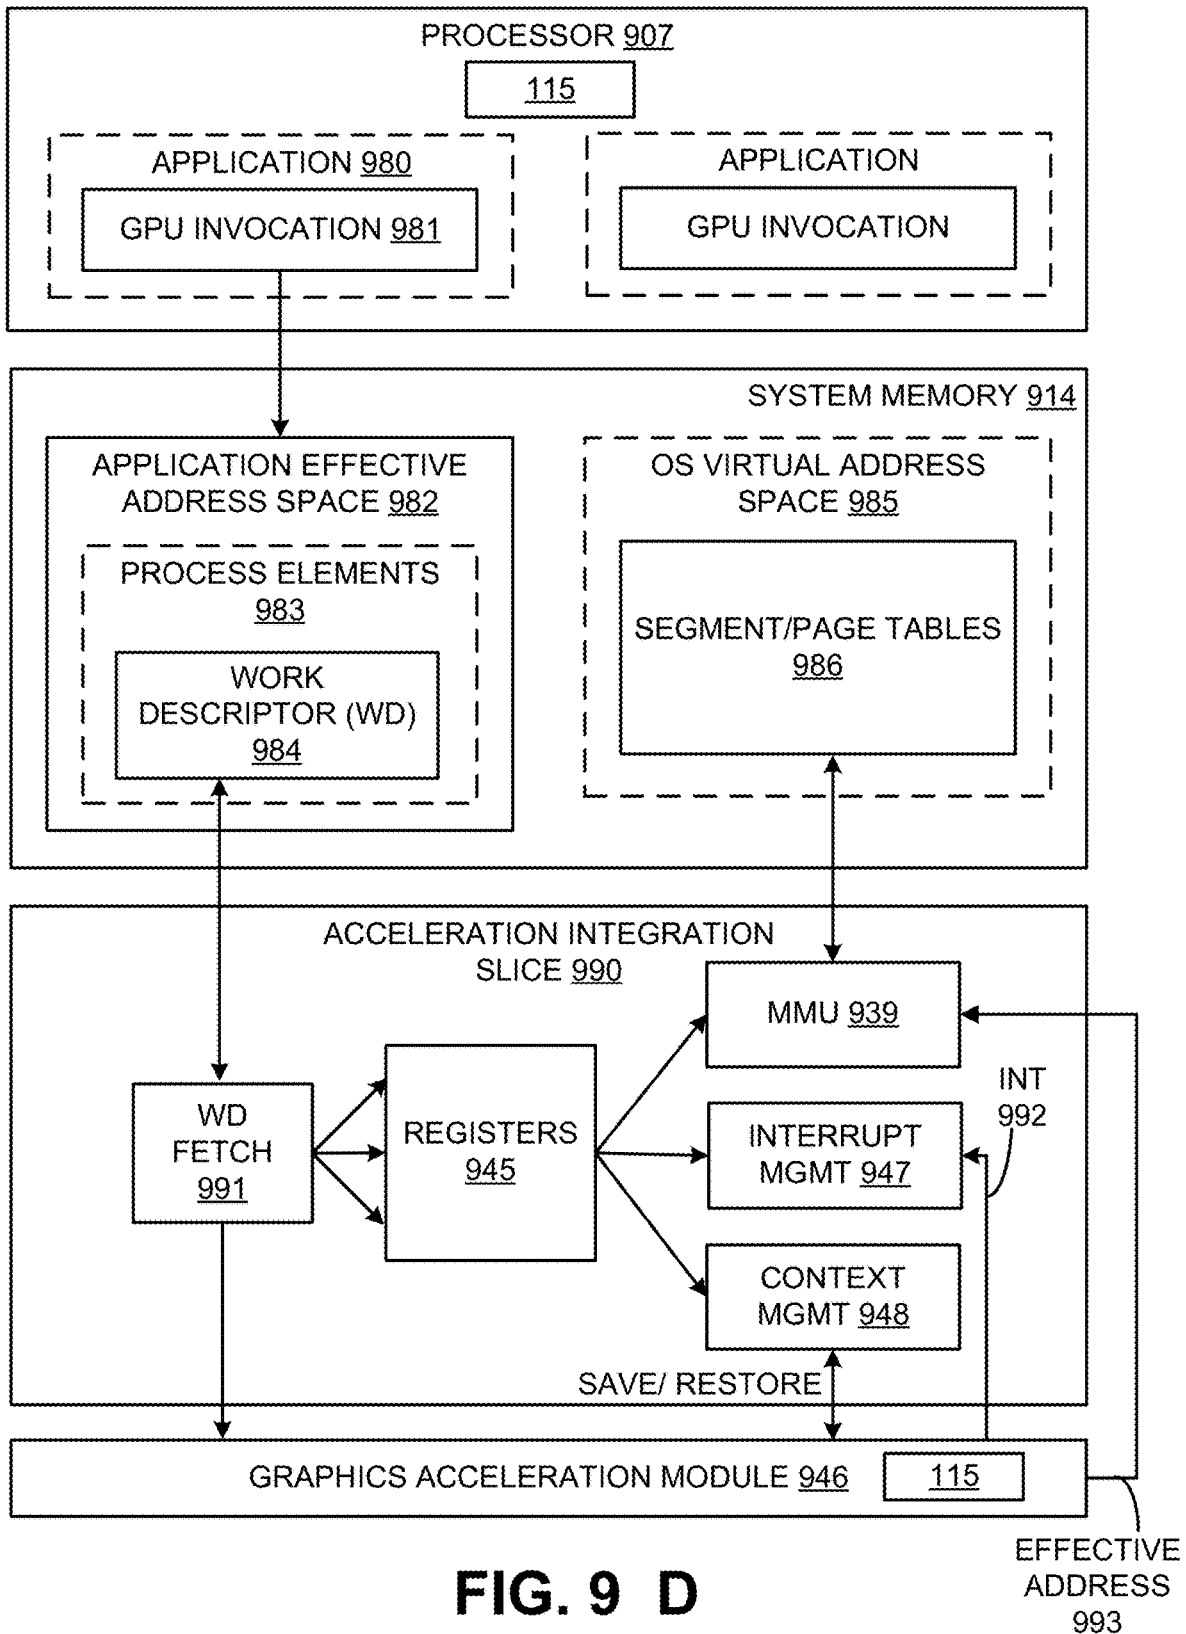 PROCESSOR 907
115
APPLICATION 980
GPU INVOCATION 981
APPLICATION
GPU INVOCATION
SYSTEM MEMORY 914
APPLICATION EFFECTIVE
ADDRESS SPACE 982
PROCESS ELEMENTS
983
WORK
DESCRIPTOR (WD)
984
OS VIRTUAL ADDRESS
SPACE 985
SEGMENT/PAGE TABLES
986
ACCELERATION INTEGRATION
SLICE 990
WD
FETCH
991
REGISTERS
945
MMU 939
INTERRUPT
MGMT 947
CONTEXT
MGMT 948
INT
992
SAVE/ RESTORE
GRAPHICS ACCELERATION MODULE 946
115
EFFECTIVE
ADDRESS
993
FIG. 9 D